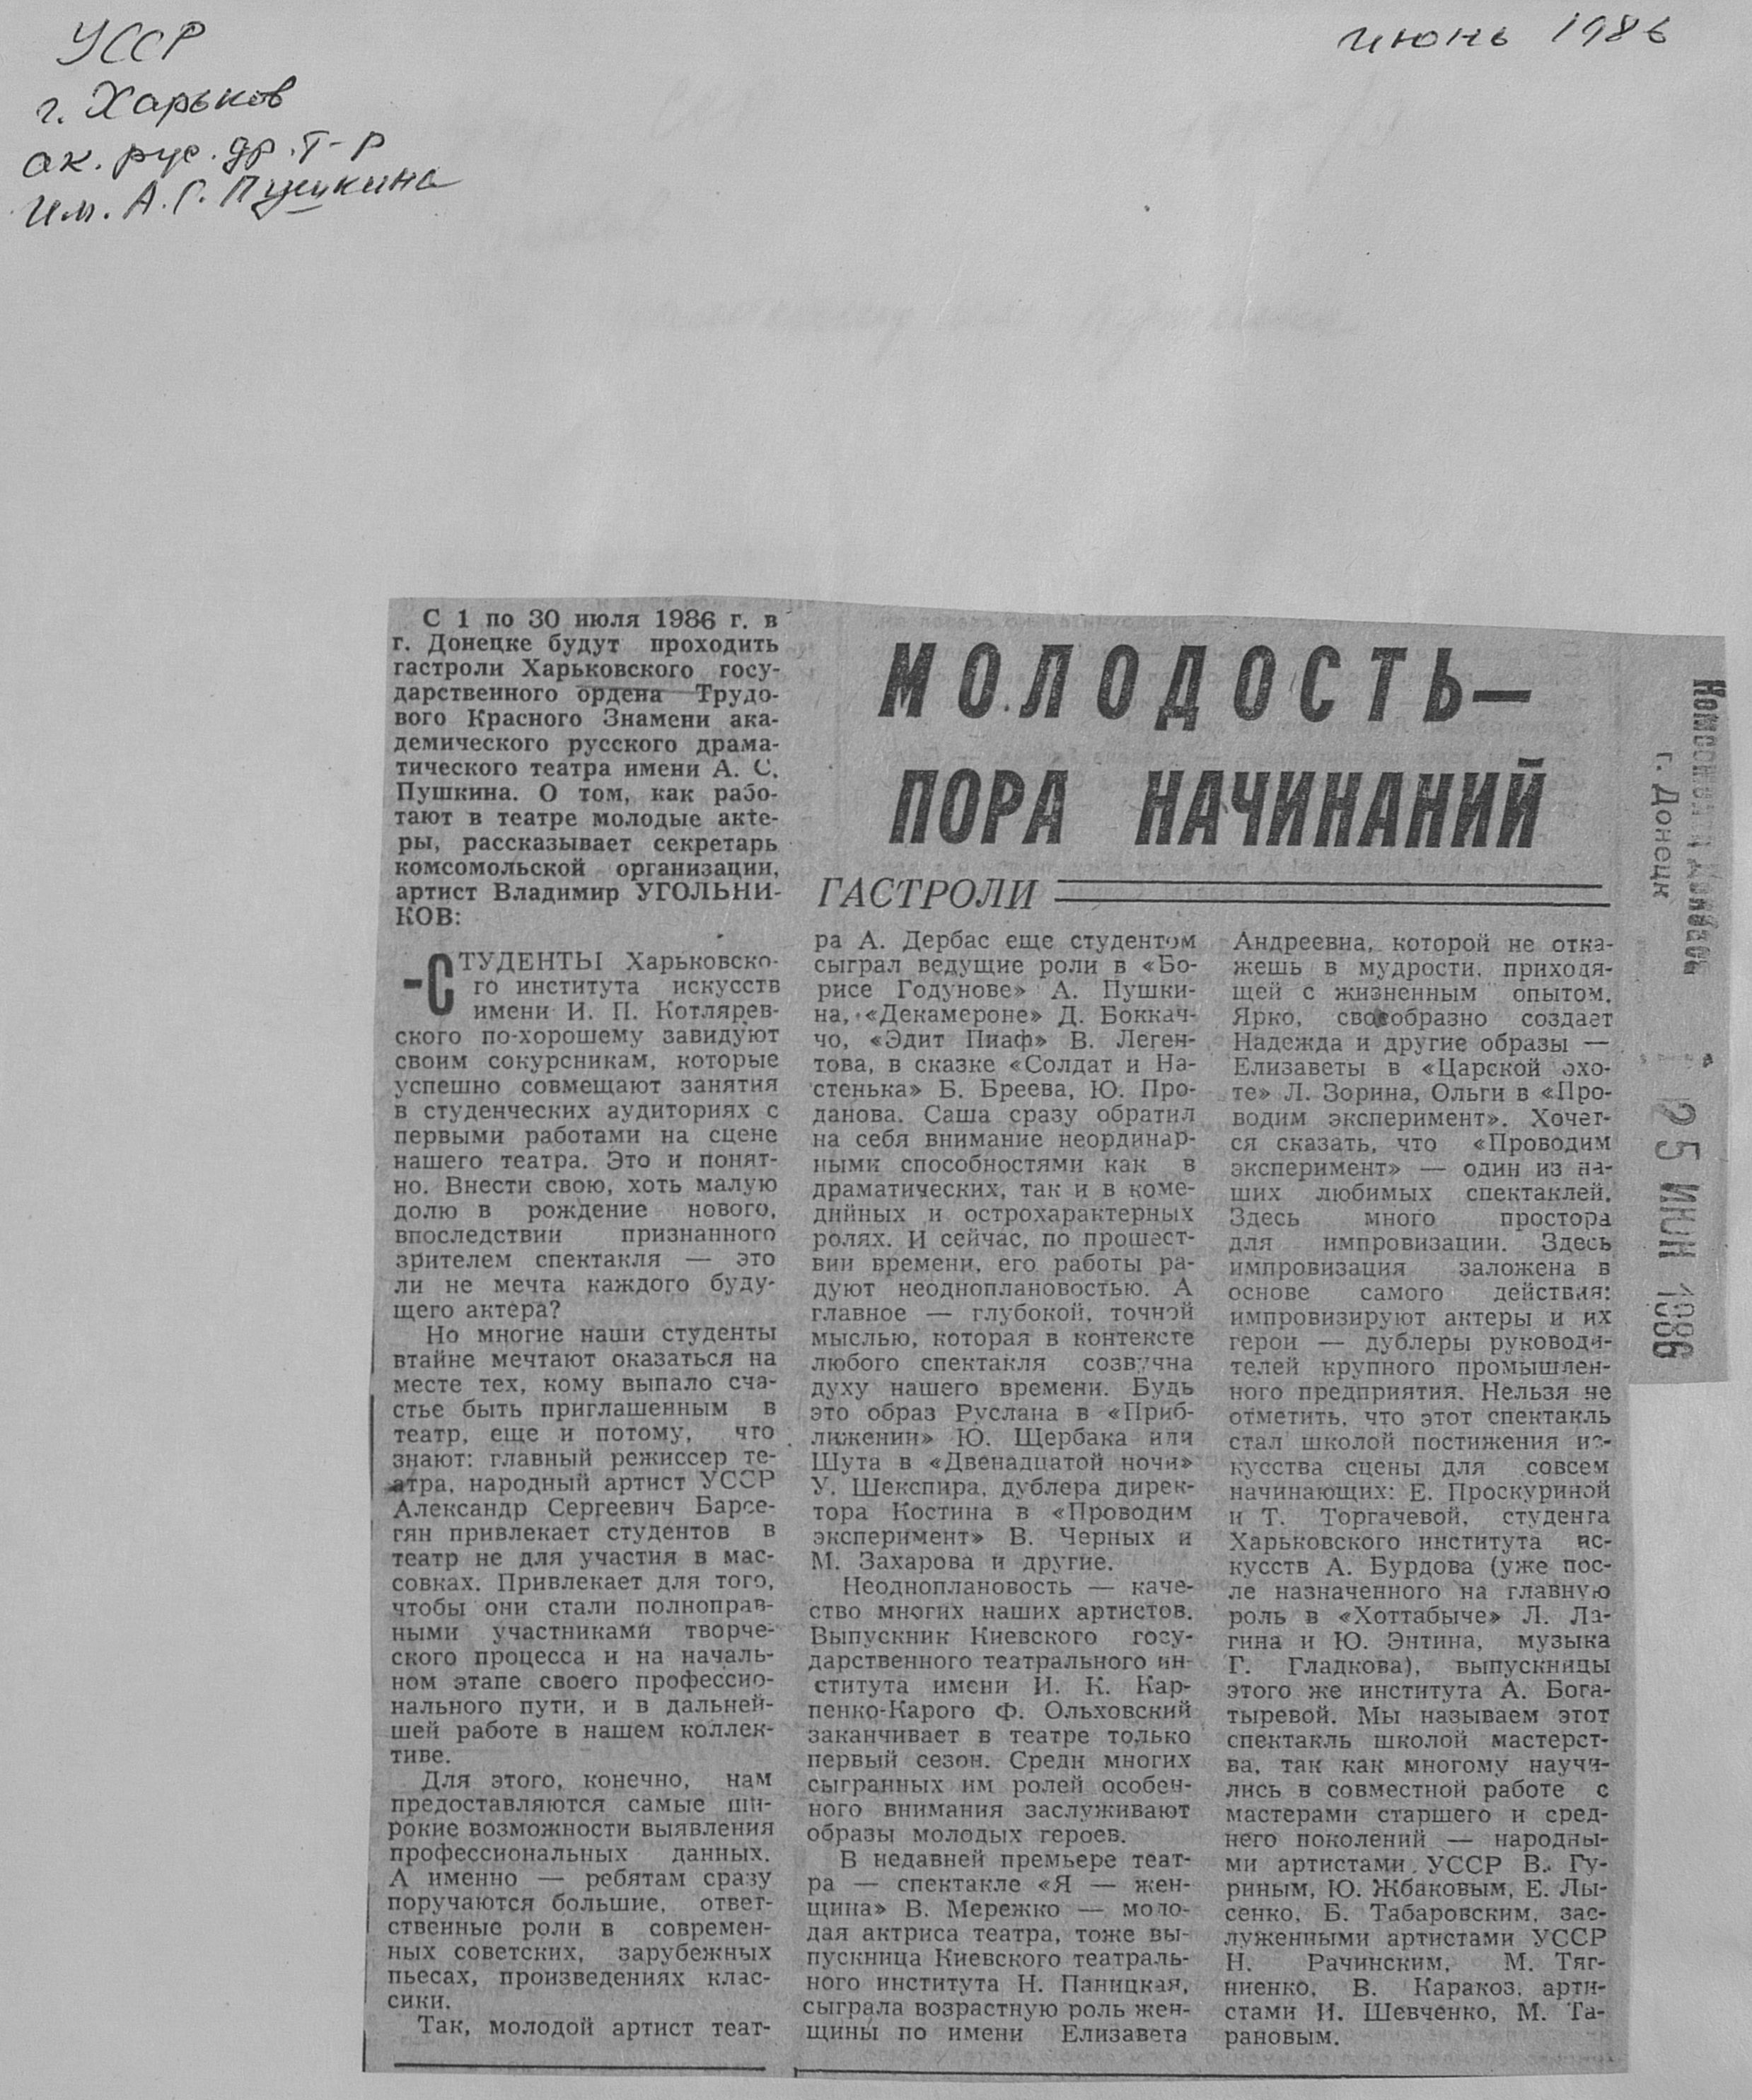 УССР
г. Харьков
ак. рус. др. т-р
им. А. С. Пушкина
июнь 1986
С 1 по 30 июля 1986 г. в
г. Донецке будут проходить
гастроли Харьковского госу-
дарственного ордена Трудо-
вого Красного Знамени ака-
демического русского драма-
тического театра имени А. С.
Пушкина. О том, как рабо-
тают в театре молодые акте-
ры, рассказывает секретарь
комсомольской организации,
артист Владимир УГОЛЬНИ-
КОВ:
МОЛОДОСТЬ—
ПОРА НАЧИНАНИЙ
ГАСТРОЛИ
-СТУДЕНТЫ Харьковско-
го института искусств
имени И. П. Котлярев-
ского по-хорошему завидуют
своим сокурсникам, которые
успешно совмещают занятия
в студенческих аудиториях с
первыми работами на сцене
нашего театра. Это и понят-
но. Внести свою, хоть малую
долю в рождение нового,
впоследствии признанного
зрителем спектакля — это
ли не мечта каждого буду-
щего актера?
Но многие наши студенты
втайне мечтают оказаться на
месте тех, кому выпало сча-
стье быть приглашенным в
театр, еще и потому, что
знают: главный режиссер те-
атра, народный артист УССР
Александр Сергеевич Барсе-
гян привлекает студентов в
театр не для участия в мас-
совках. Привлекает для того,
чтобы они стали полноправ-
ными участниками творче-
ского процесса и на началь-
ном этапе своего профессио-
нального пути, и в дальней-
шей работе в нашем коллек-
тиве.
Для этого, конечно, нам
предоставляются самые ши-
рокие возможности выявления
профессиональных данных.
А именно — ребятам сразу
поручаются большие, ответ-
ственные роли в современ-
ных советских, зарубежных
пьесах, произведениях клас-
сики.
Так, молодой артист теат-
ра А. Дербас еще студентом
сыграл ведущие роли в «Бо-
рисе Годунове» А. Пушки-
на, «Декамероне» Д. Боккач-
чо, «Эдит Пиаф» В. Леген-
това, в сказке «Солдат и На-
стенька» Б. Бреева, Ю. Про-
данова. Саша сразу обратил
на себя внимание неординар-
ными способностями как в
драматических, так и в коме-
дийных и острохарактерных
ролях. И сейчас, по прошест-
вии времени, его работы ра-
дуют неодноплановостью. А
главное — глубокой, точной
мыслью, которая в контексте
любого спектакля созвучна
духу нашего времени. Будь
это образ Руслана в «Приб-
лижении» Ю. Щербака или
Шута в «Двенадцатой ночи»
У. Шекспира, дублера дирек-
тора Костина в «Проводим
эксперимент» В. Черных и
М. Захарова и другие.
Неодноплановость — каче-
ство многих наших артистов.
Выпускник Киевского госу-
дарственного театрального ин-
ститута имени И. К. Кар-
пенко-Карого Ф. Ольховский
заканчивает в театре только
первый сезон. Среди многих
сыгранных им ролей особен-
ного внимания заслуживают
образы молодых героев.
В недавней премьере теат-
ра — спектакле «Я — жен-
щина» В. Мережко — моло-
дая актриса театра, тоже вы-
пускница Киевского театраль-
ного института Н. Паницкая,
сыграла возрастную роль жен-
щины по имени Елизавета
Андреевна, которой не отка-
жешь в мудрости, приходя-
щей с жизненным опытом.
Ярко, своеобразно создает
Надежда и другие образы —
Елизаветы в «Царской охо-
те» Л. Зорина, Ольги в «Про-
водим эксперимент». Хочет-
ся сказать, что «Проводим
эксперимент» — один из на-
ших любимых спектаклей.
Здесь много простора
для импровизации. Здесь
импровизация заложена в
основе самого действия:
импровизируют актеры и их
герои — дублеры руководи-
телей крупного промышлен-
ного предприятия. Нельзя не
отметить, что этот спектакль
стал школой постижения ис-
кусства сцены для совсем
начинающих: Е. Проскуриной
и Т. Торгачевой, студента
Харьковского института ис-
кусств А. Бурдова (уже пос-
ле назначенного на главную
роль в «Хоттабыче» Л. Ла-
гина и Ю. Энтина, музыка
Г. Гладкова), выпускницы
этого же института А. Бога-
тыревой. Мы называем этот
спектакль школой мастерст-
ва, так как многому научи-
лись в совместной работе с
мастерами старшего и сред-
него поколений — народны-
ми артистами УССР В. Гу-
риным, Ю. Жбаковым, Е. Лы-
сенко, Б. Табаровским, зас-
луженными артистами УССР
Н. Рачинским, М. Тяг-
ниенко, В. Каракоз, арти-
стами И. Шевченко, М. Та-
рановым.
Комсомолец Донбасса
г. Донецк
25 ИЮН 1986